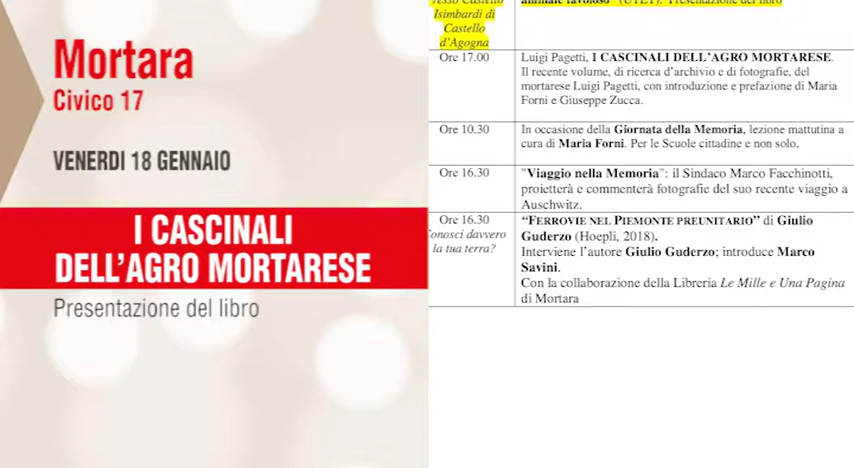 Mortara
Civico 17
VENERDI 18 GENNAIO
I CASCINALI
DELL'AGRO MORTARESE
Presentazione del libro
Isimbardi di
Castello
d'Agogna
(UTET). Presentazione del libro
Ore 17.00
Luigi Pagetti, I CASCINALI DELL'AGRO MORTARESE.
Il recente volume, di ricerca d'archivio e di fotografie, del
mortarese Luigi Pagetti, con introduzione e prefazione di Maria
Forni e Giuseppe Zucca.
Ore 10.30
In occasione della Giornata della Memoria, lezione mattutina a
cura di Maria Forni. Per le Scuole cittadine e non solo.
Ore 16.30
"Viaggio nella Memoria": il Sindaco Marco Facchinotti,
proietterà e commenterà fotografie del suo recente viaggio a
Auschwitz.
Ore 16.30
onosci davvero
la tua terra?
“FERROVIE NEL PIEMONTE PREUNITARIO” di Giulio
Guderzo (Hoepli, 2018).
Interviene l'autore Giulio Guderzo; introduce Marco
Savini.
Con la collaborazione della Libreria Le Mille e Una Pagina
di Mortara